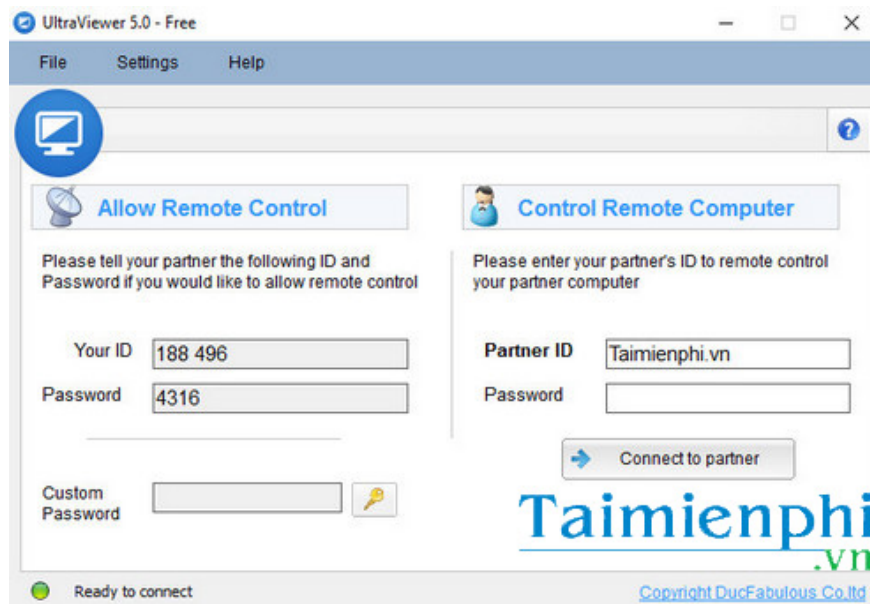 UltraViewer 5.0 - Free
File Settings Help
Allow Remote Control
Please tell your partner the following ID and
Password if you would like to allow remote control
Your ID 188 496
Password 4316
Custom
Password
Control Remote Computer
Please enter your partner's ID to remote control
your partner computer
Partner ID Taimienphi.vn
Password
Connect to partner
Taimienphi
.vn
Ready to connect
Copyright DucFabulous Co.ltd